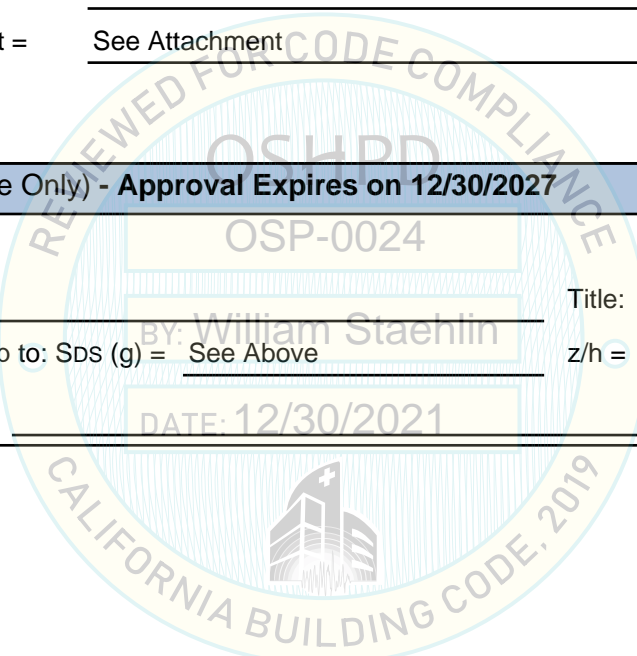 t = See Attachment
REVIEWED FOR CODE COMPLIANCE
OSHPD
e Only) - Approval Expires on 12/30/2027
OSP-0024
Title:
BY: William Staehlin
o to: SDS (g) = See Above z/h =
DATE: 12/30/2021
CALIFORNIA BUILDING CODE, 2019